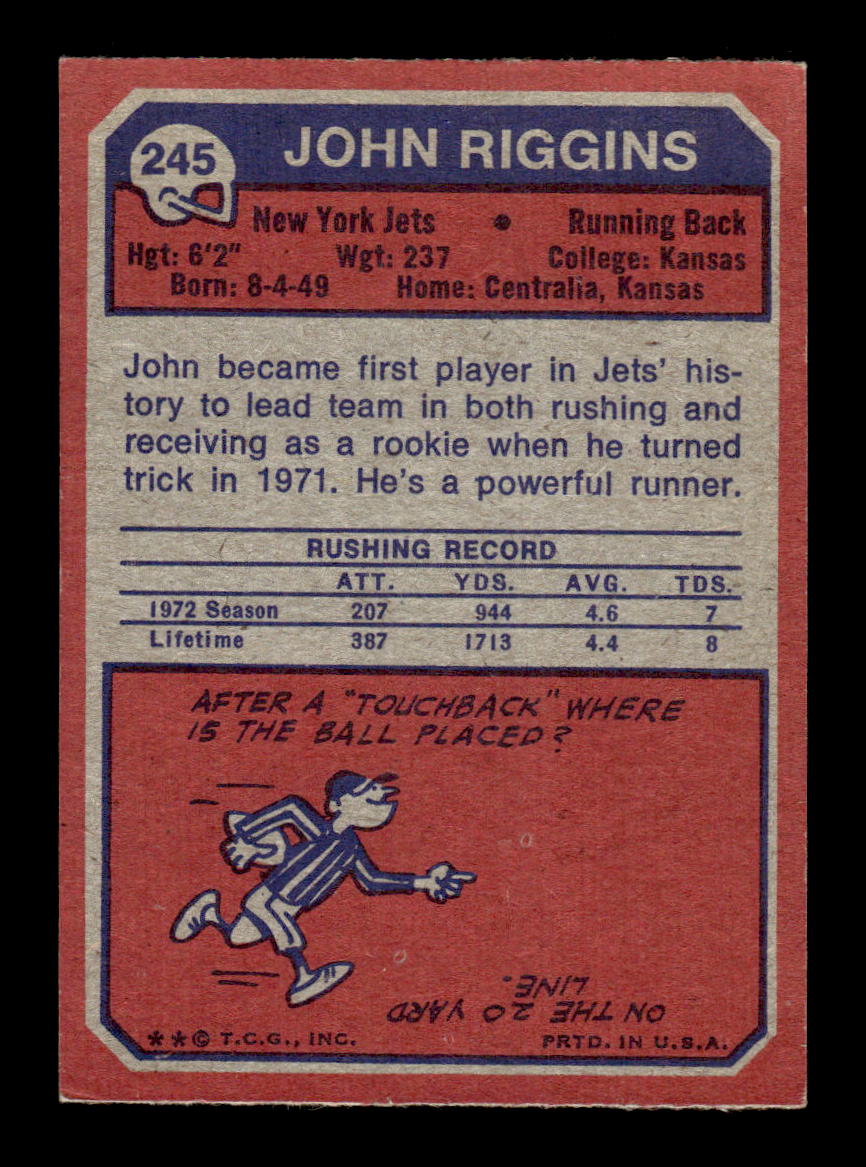 245
JOHN RIGGINS
New York Jets • Running Back
Hgt: 6'2" Wgt: 237 College: Kansas
Born: 8-4-49 Home: Centralia, Kansas
John became first player in Jets' his-
tory to lead team in both rushing and
receiving as a rookie when he turned
trick in 1971. He's a powerful runner.
RUSHING RECORD
ATT. YDS. AVG. TDS.
1972 Season 207 944 4.6 7
Lifetime 387 1713 4.4 8
AFTER A "TOUCHBACK" WHERE
IS THE BALL PLACED?
ON THE 20 YARD
LINE.
**© T.C.G., INC. PRTD. IN U.S.A.